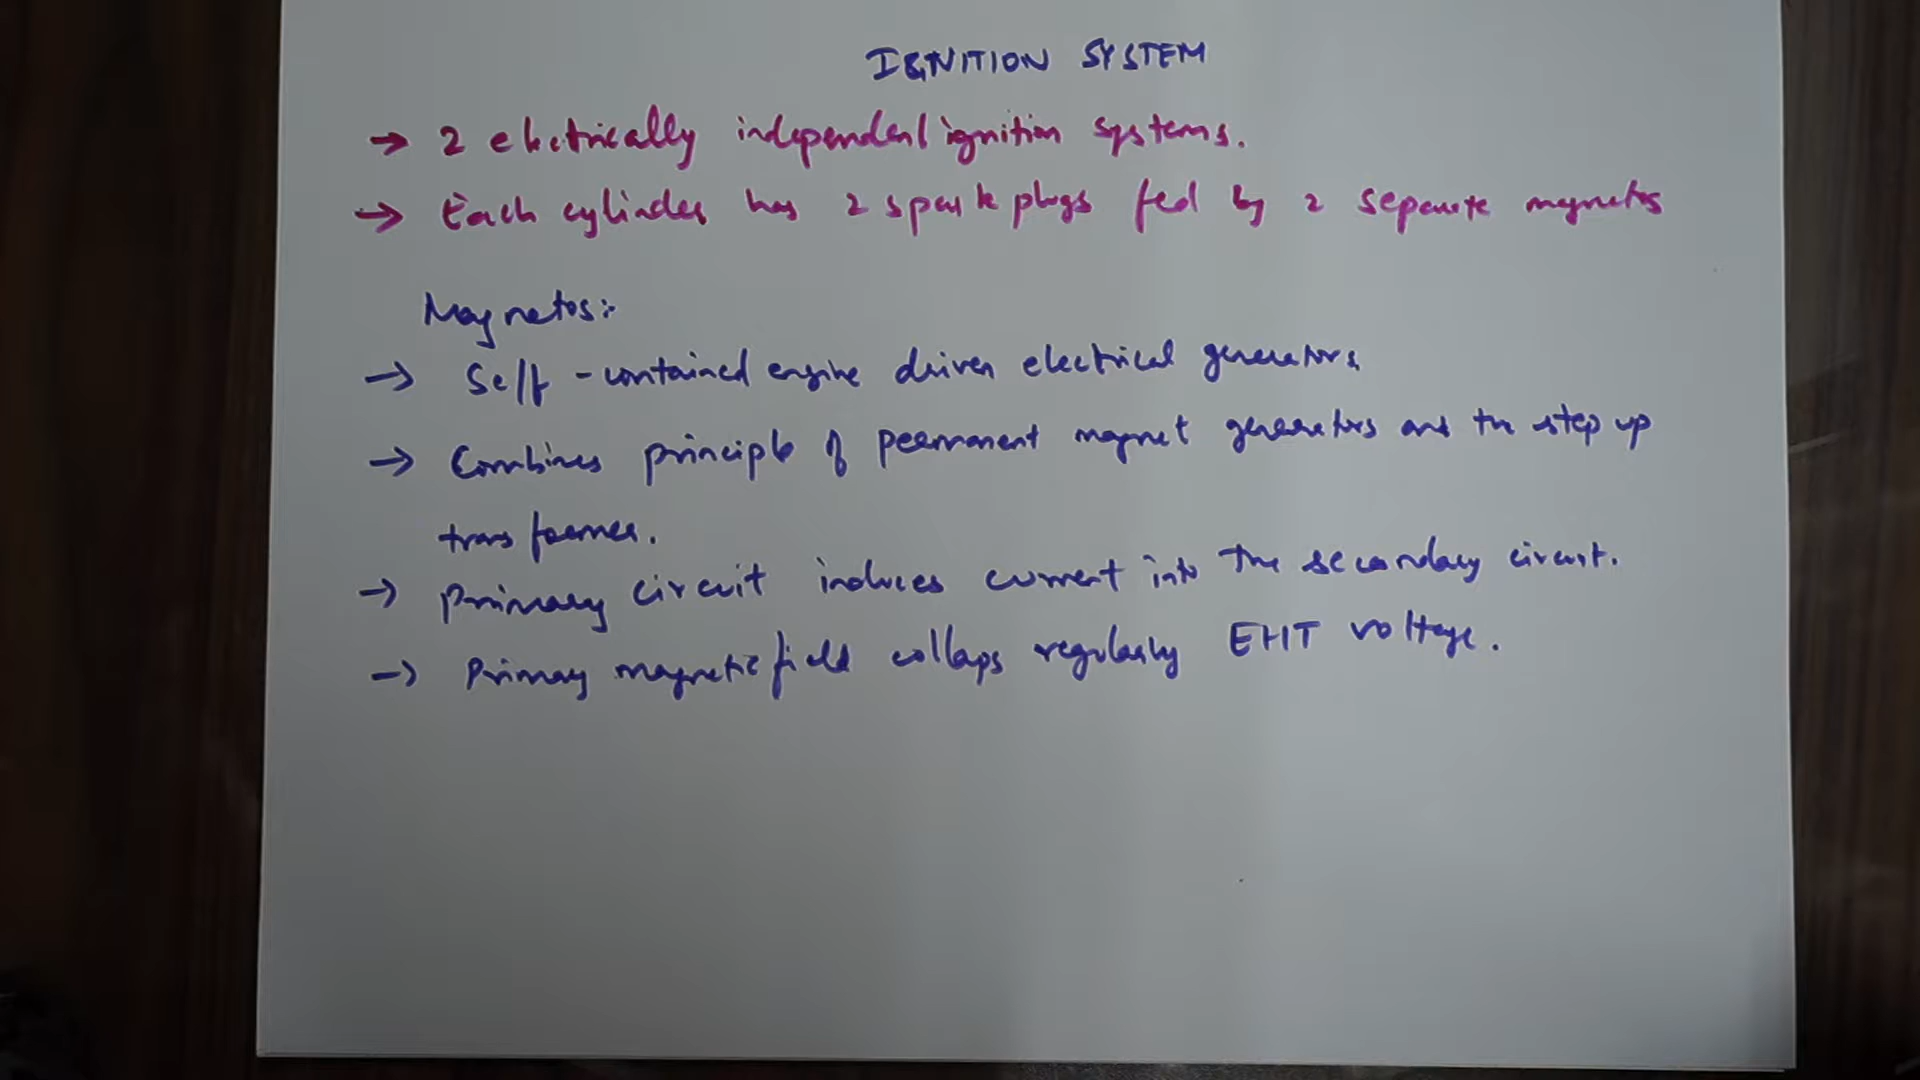 IGNITION SYSTEM
→ 2 electrically independent ignition systems.
→ Each cylinder has 2 spark plugs fed by 2 separate magnetos
Magnetos:
→ Self-contained engine driven electrical generators
→ Combines principle of permanent magnet generators and the step up
transformer.
→ Primary circuit induces current into the secondary circuit.
→ Primary magnetic field collaps regularly EHT voltage.